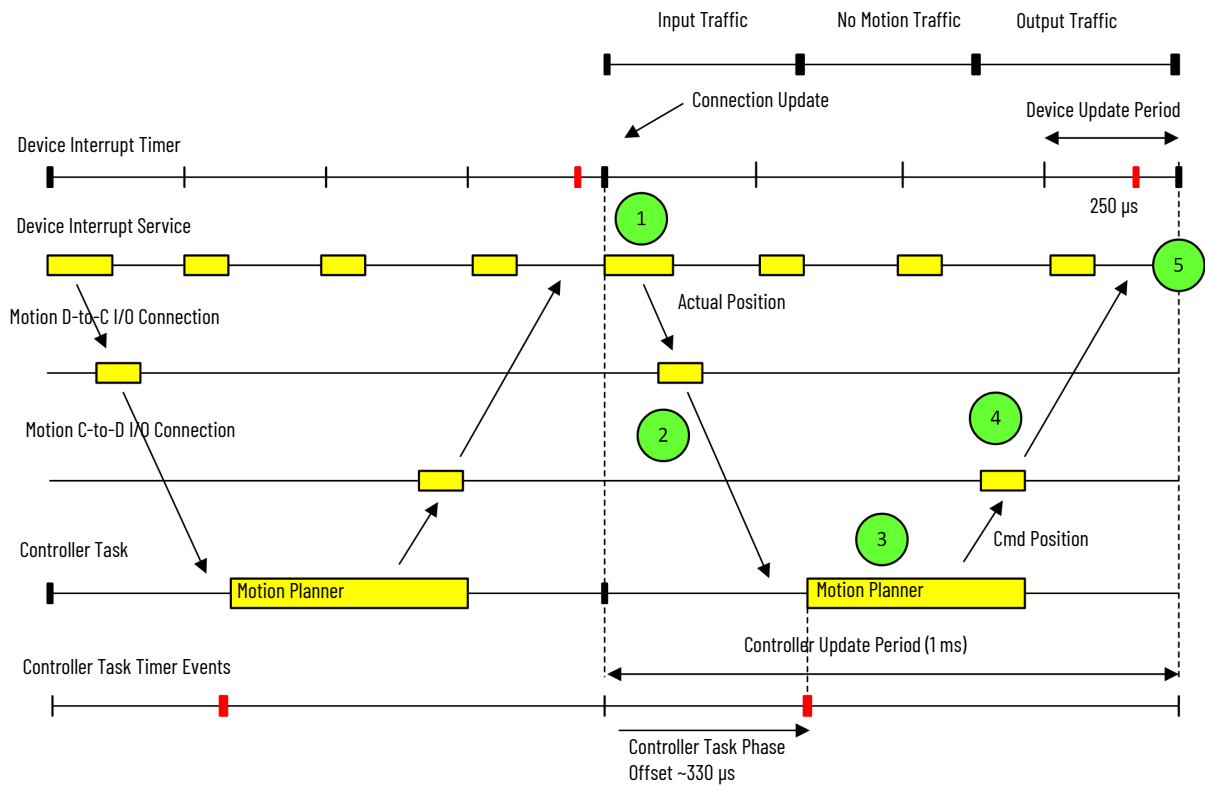 Input Traffic
No Motion Traffic
Output Traffic
Connection Update
Device Update Period
Device Interrupt Timer
250 µs
1
Device Interrupt Service
5
Actual Position
Motion D-to-C I/O Connection
4
2
Motion C-to-D I/O Connection
3
Cmd Position
Controller Task
Motion Planner
Motion Planner
Controller Update Period (1 ms)
Controller Task Timer Events
Controller Task Phase
Offset ~330 µs